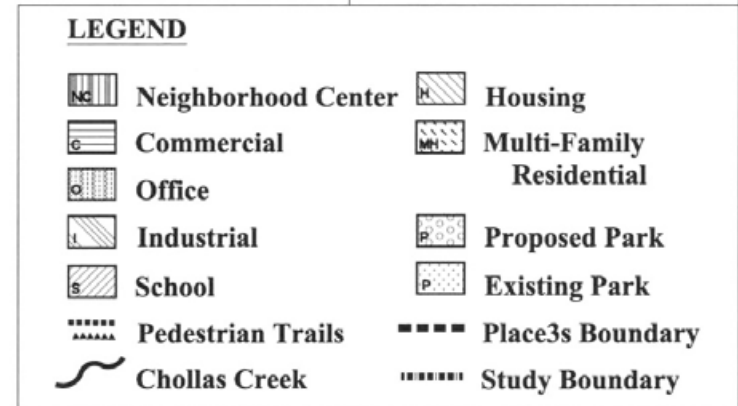 LEGEND
NC Neighborhood Center
C Commercial
O Office
I Industrial
S School
Pedestrian Trails
Chollas Creek
H Housing
MH Multi-Family
Residential
P Proposed Park
P Existing Park
Place3s Boundary
Study Boundary